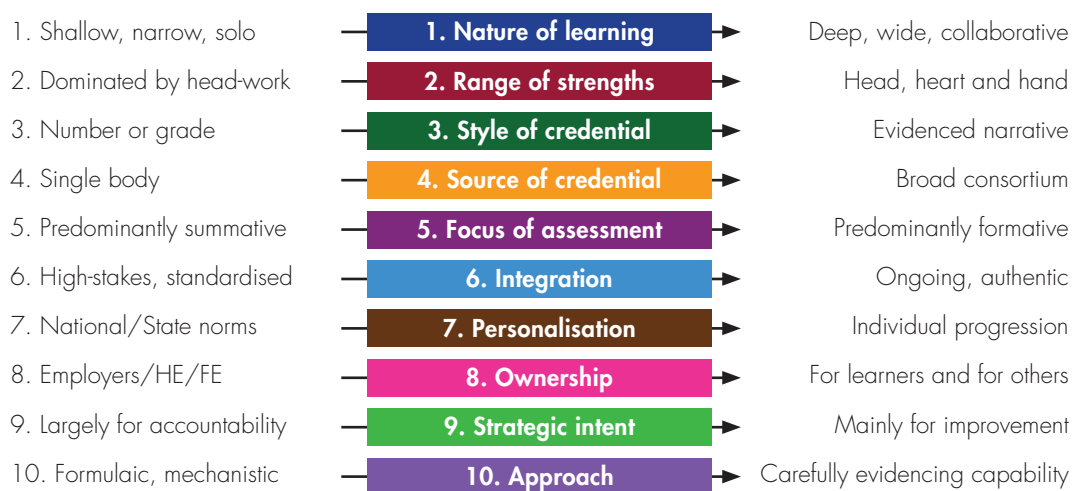 1. Shallow, narrow, solo 1. Nature of learning Deep, wide, collaborative
2. Dominated by head-work 2. Range of strengths Head, heart and hand
3. Number or grade 3. Style of credential Evidenced narrative
4. Single body 4. Source of credential Broad consortium
5. Predominantly summative 5. Focus of assessment Predominantly formative
6. High-stakes, standardised 6. Integration Ongoing, authentic
7. National/State norms 7. Personalisation Individual progression
8. Employers/HE/FE 8. Ownership For learners and for others
9. Largely for accountability 9. Strategic intent Mainly for improvement
10. Formulaic, mechanistic 10. Approach Carefully evidencing capability